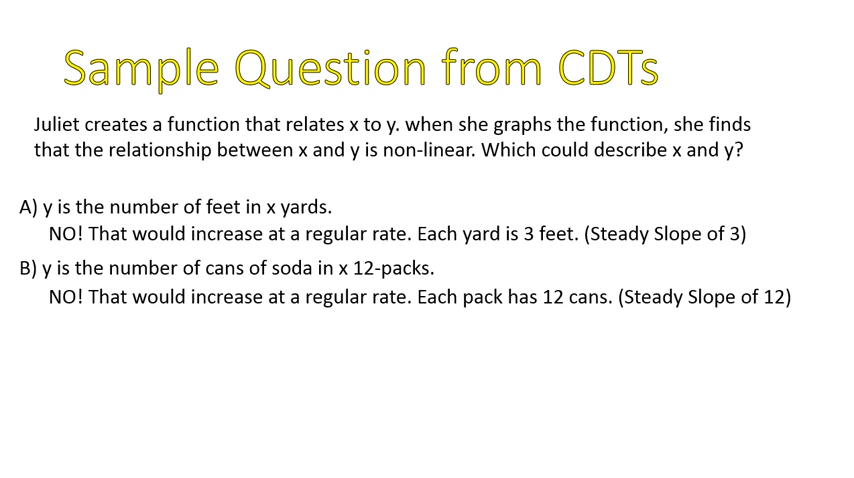 Sample Question from CDTs
Juliet creates a function that relates x to y. when she graphs the function, she finds
that the relationship between x and y is non-linear. Which could describe x and y?
A) y is the number of feet in x yards.
NO! That would increase at a regular rate. Each yard is 3 feet. (Steady Slope of 3)
B) y is the number of cans of soda in x 12-packs.
NO! That would increase at a regular rate. Each pack has 12 cans. (Steady Slope of 12)